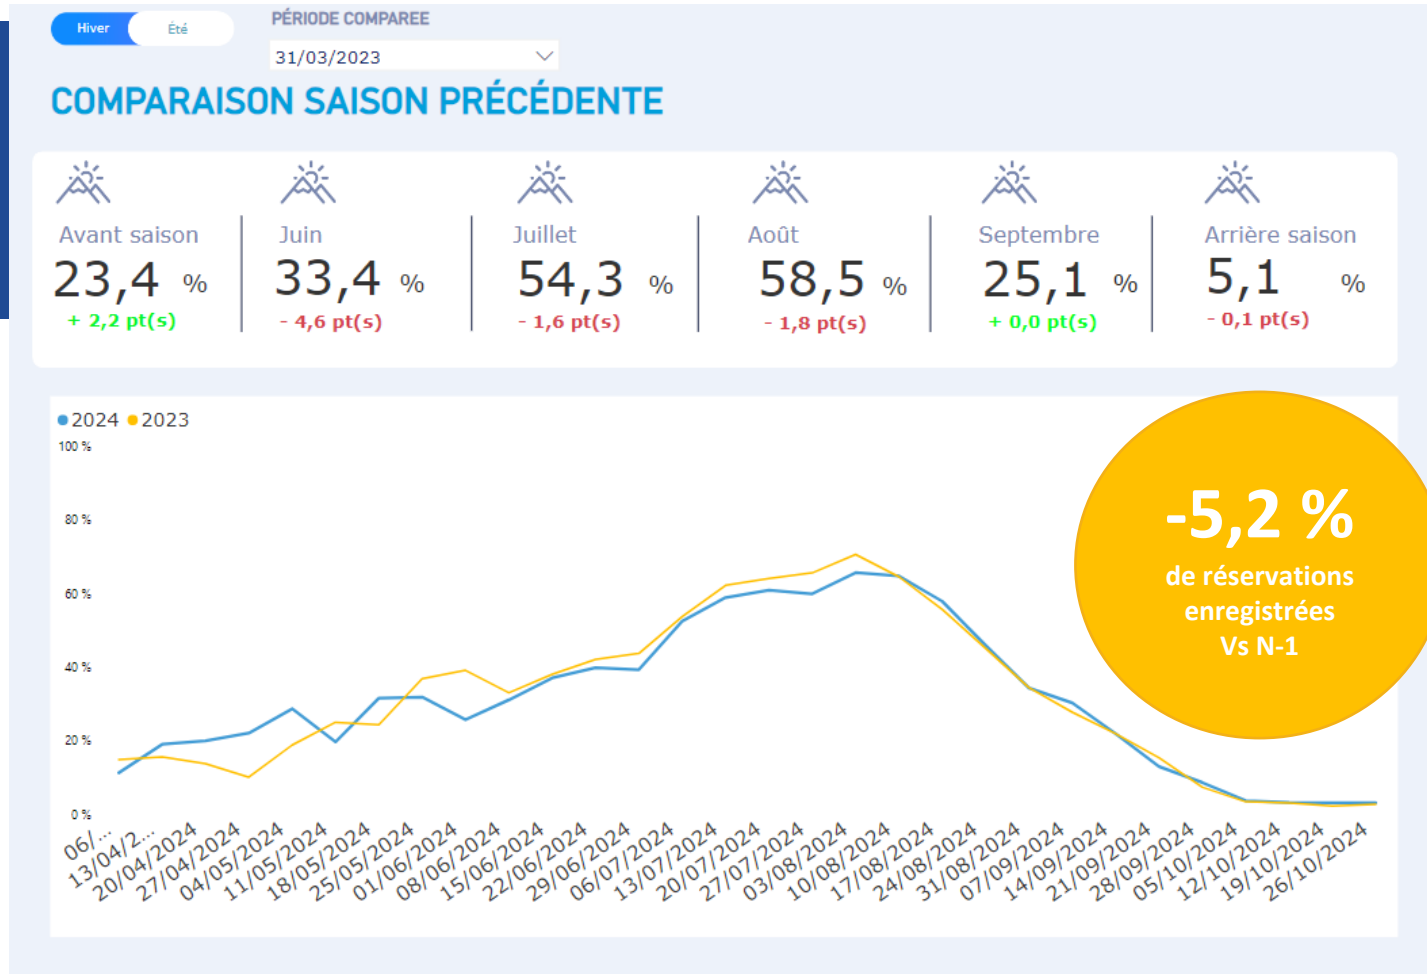 Hiver
Été
PÉRIODE COMPAREE
31/03/2023
COMPARAISON SAISON PRÉCÉDENTE
Avant saison
23,4 %
+ 2,2 pt(s)
Juin
33,4 %
- 4,6 pt(s)
Juillet
54,3 %
- 1,6 pt(s)
Août
58,5 %
- 1,8 pt(s)
Septembre
25,1 %
+ 0,0 pt(s)
Arrière saison
5,1 %
- 0,1 pt(s)
2024 2023
100 %
80 %
60 %
40 %
20 %
0 %
06/...
13/04/2...
20/04/2024
27/04/2024
04/05/2024
11/05/2024
18/05/2024
25/05/2024
01/06/2024
08/06/2024
15/06/2024
22/06/2024
29/06/2024
06/07/2024
13/07/2024
20/07/2024
27/07/2024
03/08/2024
10/08/2024
17/08/2024
24/08/2024
31/08/2024
07/09/2024
14/09/2024
21/09/2024
28/09/2024
05/10/2024
12/10/2024
19/10/2024
26/10/2024
-5,2 %
de réservations
enregistrées
Vs N-1